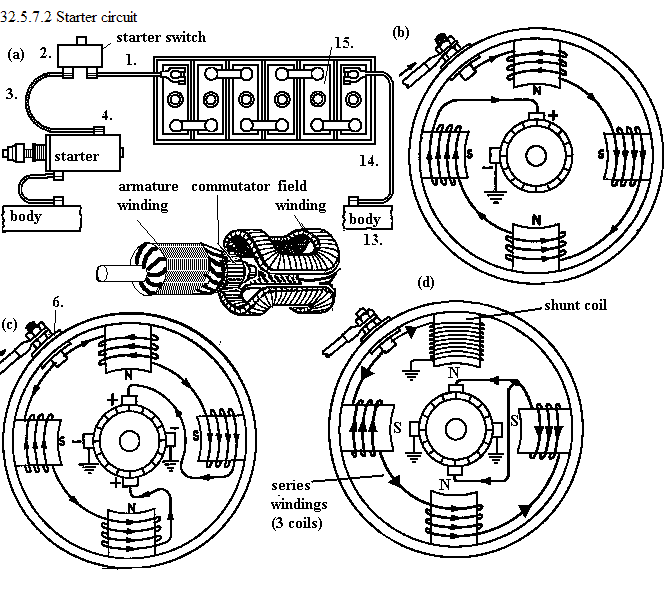 32.5.7.2 Starter circuit
(a)
2.
starter switch
1.
15.
3.
4.
starter
14.
body
body
13.
armature
winding
commutator
field
winding
(b)
N
S
S
N
+
-
(c)
6.
N
S
S
N
+
+
-
-
(d)
shunt coil
N
S
S
N
series
windings
(3 coils)